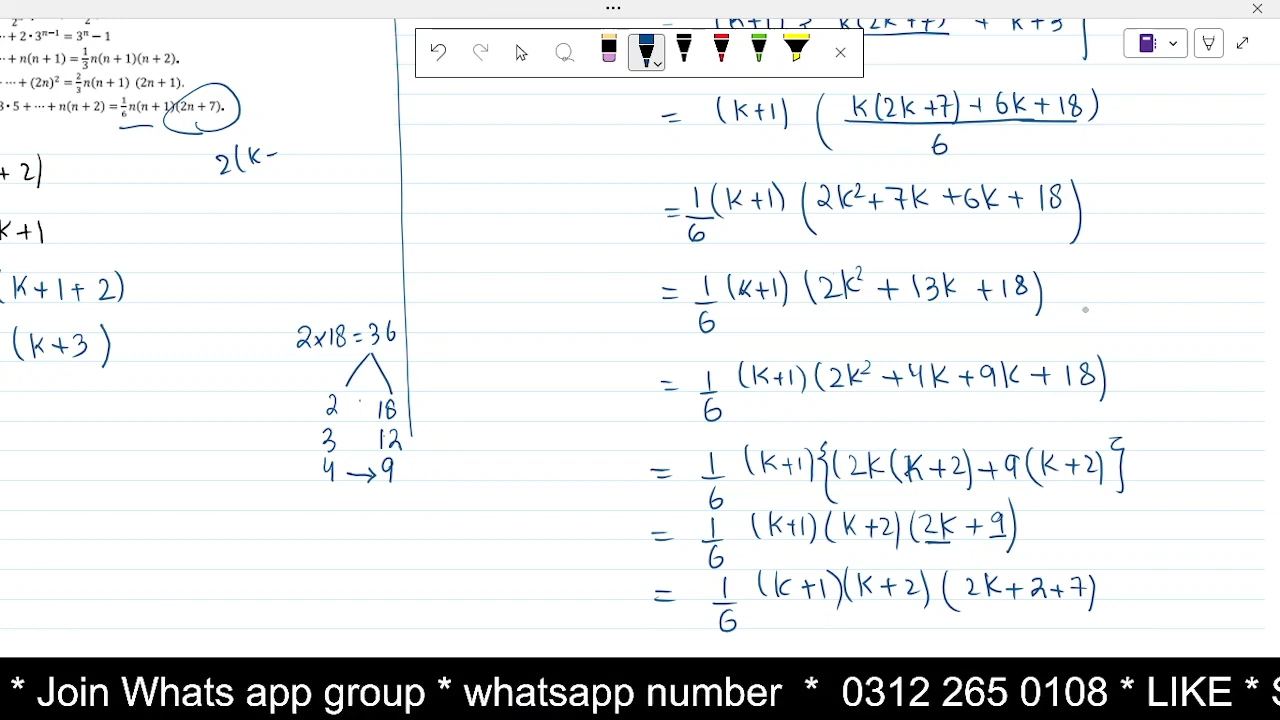 ⋯ + 2 • 3ⁿ⁻¹ = 3ⁿ − 1
⋯ + n(n + 1) = 1/3 n(n + 1)(n + 2).
⋯ + (2n)² = 2/3 n(n + 1) (2n + 1).
3 • 5 + ⋯ + n(n + 2) = 1/6 n(n + 1)(2n + 7).
2(K-
+ 2)
K+1
(K+1+2)
(K+3)
2×18=36
2 18
3 12
4 → 9
= (K+1) ( K(2K+7)+6K+18 / 6 )
= 1/6 (K+1) (2K²+7K+6K+18)
= 1/6 (K+1) (2K² + 13K +18)
= 1/6 (K+1)(2K²+4K+9K+18)
= 1/6 (K+1){(2K(K+2)+9(K+2)}
= 1/6 (K+1)(K+2)(2K+9)
= 1/6 (K+1)(K+2)(2K+2+7)
* Join Whats app group * whatsapp number * 0312 265 0108 * LIKE *